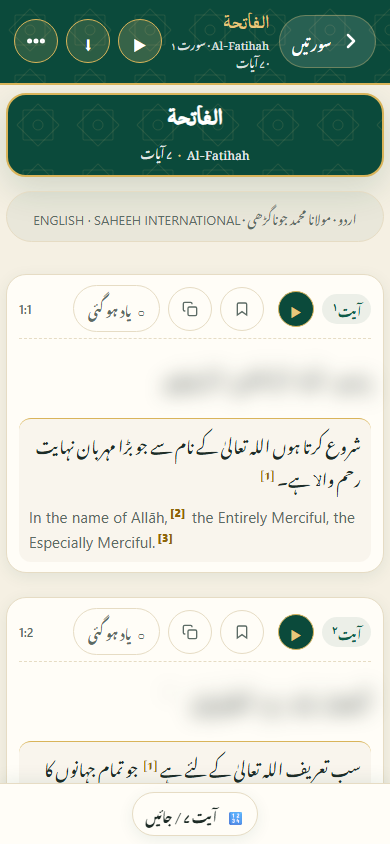 سورتیں
الفاتحة
Al-Fatihah · سورت ۱
· ۷ آیات
الفاتحة
Al-Fatihah · ۷ آیات
اردو · مولانا محمد جوناگڑھی · ENGLISH · SAHEEH INTERNATIONAL
آیت ۱ یاد ہو گئی 1:1
شروع کرتا ہوں اللہ تعالیٰ کے نام سے جو بڑا مہربان نہایت
رحم والا ہے۔ [1]
In the name of Allāh,[2] the Entirely Merciful, the
Especially Merciful.[3]
آیت ۲ یاد ہو گئی 1:2
سب تعریف اللہ تعالیٰ کے لئے ہے [1] جو تمام جہانوں کا
آیت ۷ / جائیں